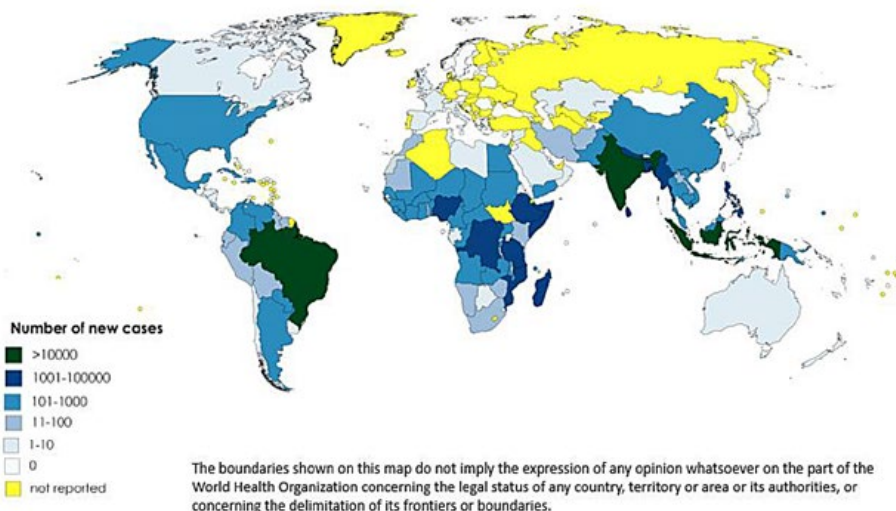 Number of new cases
>10000
1001-100000
101-1000
11-100
1-10
0
not reported
The boundaries shown on this map do not imply the expression of any opinion whatsoever on the part of the
World Health Organization concerning the legal status of any country, territory or area or its authorities, or
concerning the delimitation of its frontiers or boundaries.